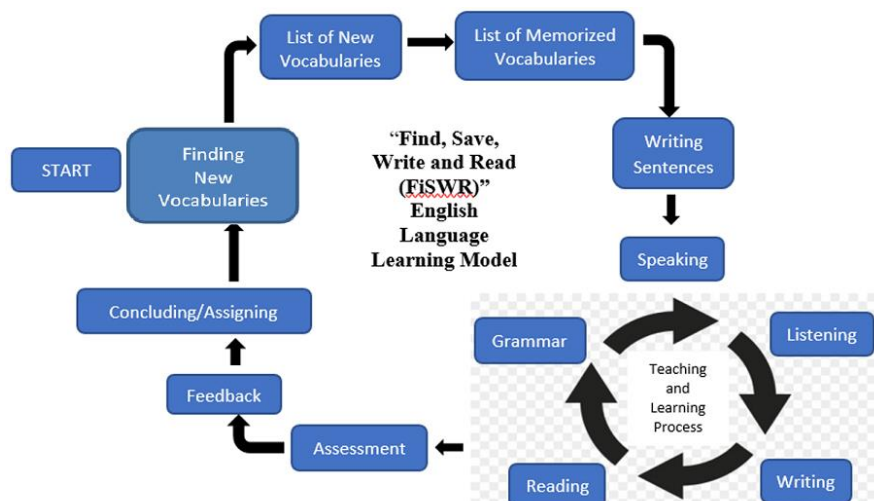 List of New
Vocabularies
List of Memorized
Vocabularies
START
Finding
New
Vocabularies
“Find, Save,
Write and Read
(FiSWR)”
English
Language
Learning Model
Writing
Sentences
Speaking
Concluding/Assigning
Grammar
Listening
Teaching
and
Learning
Process
Feedback
Assessment
Reading
Writing